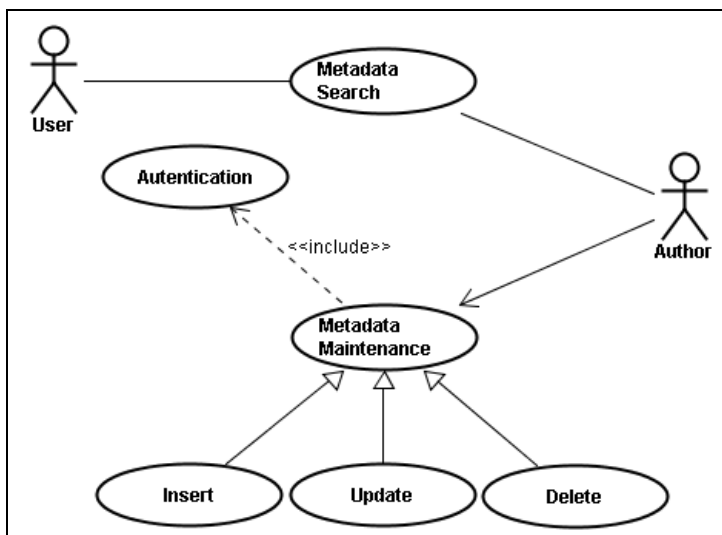 Metadata
Search
User
Autentication
<<include>>
Author
Metadata
Maintenance
Insert
Update
Delete